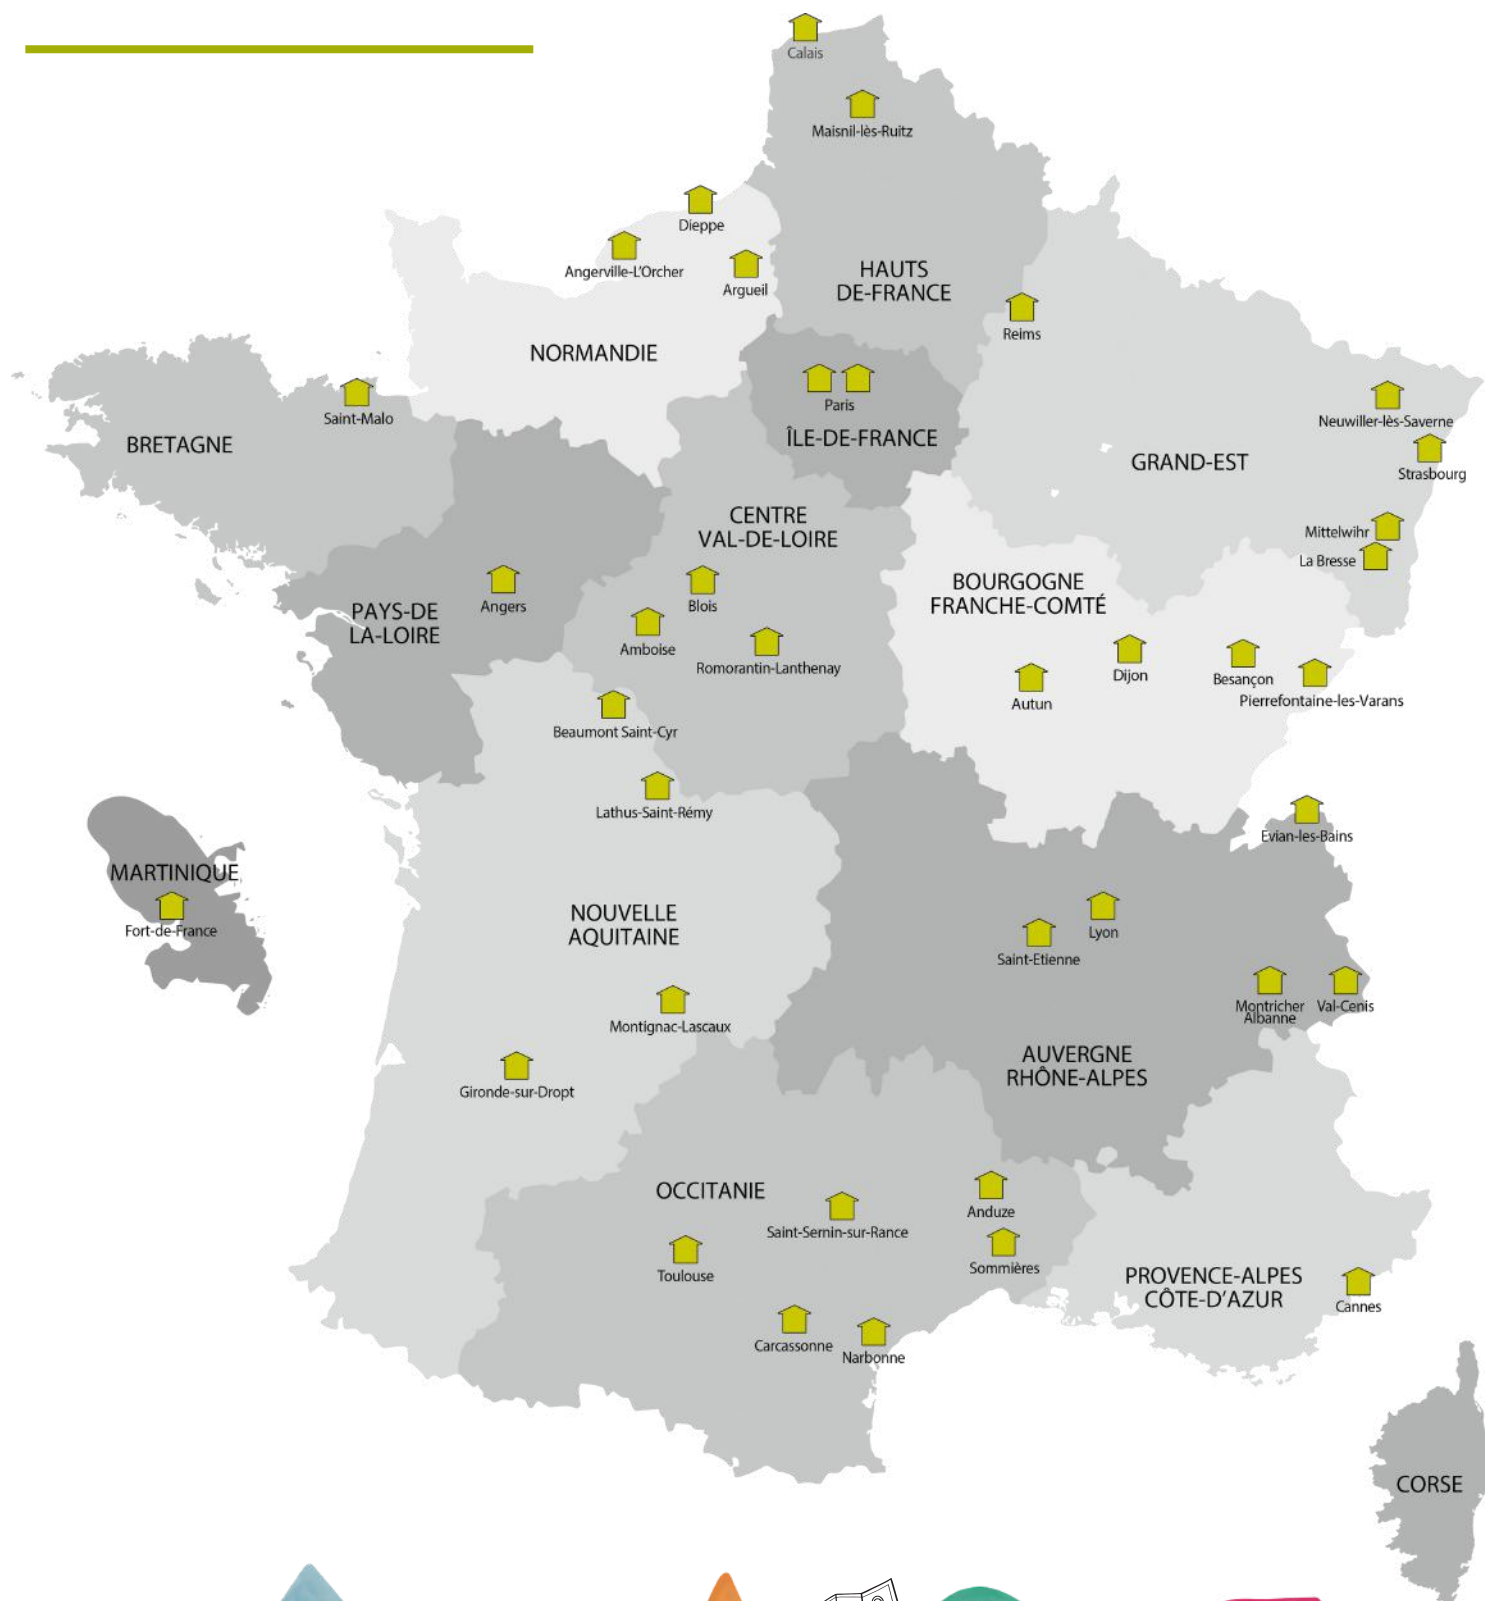 Calais
Maisnil-lès-Ruitz
Dieppe
Angerville-L'Orcher
Argueil
HAUTS
DE-FRANCE
Reims
NORMANDIE
Paris
ÎLE-DE-FRANCE
Saint-Malo
BRETAGNE
Neuwiller-lès-Saverne
GRAND-EST
Strasbourg
CENTRE
VAL-DE-LOIRE
Mittelwihr
La Bresse
BOURGOGNE
FRANCHE-COMTÉ
PAYS-DE
LA-LOIRE
Angers
Blois
Amboise
Romorantin-Lanthenay
Dijon
Besançon
Autun
Pierrefontaine-les-Varans
Beaumont Saint-Cyr
Lathus-Saint-Rémy
Evian-les-Bains
MARTINIQUE
Fort-de-France
NOUVELLE
AQUITAINE
Lyon
Saint-Etienne
Montricher
Albanne
Val-Cenis
Montignac-Lascaux
AUVERGNE
RHÔNE-ALPES
Gironde-sur-Dropt
OCCITANIE
Anduze
Saint-Sernin-sur-Rance
Sommières
Toulouse
PROVENCE-ALPES
CÔTE-D'AZUR
Cannes
Carcassonne
Narbonne
CORSE